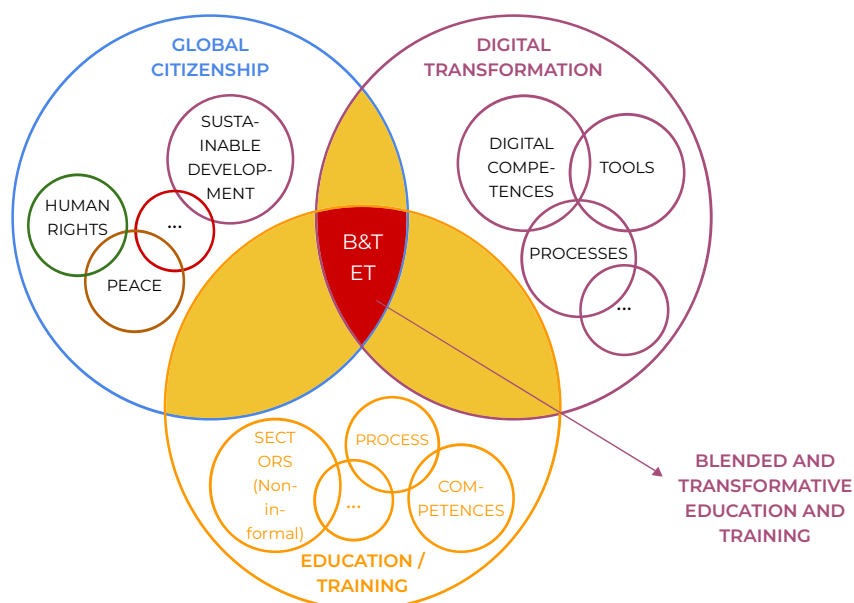 GLOBAL
CITIZENSHIP
DIGITAL
TRANSFORMATION
SUSTA-
INABLE
DEVELOP-
MENT
HUMAN
RIGHTS
...
PEACE
DIGITAL
COMPE-
TENCES
TOOLS
PROCESSES
...
B&T
ET
SECT
ORS
(Non-
in-
formal)
PROCESS
...
COM-
PETENCES
EDUCATION /
TRAINING
BLENDED AND
TRANSFORMATIVE
EDUCATION AND
TRAINING